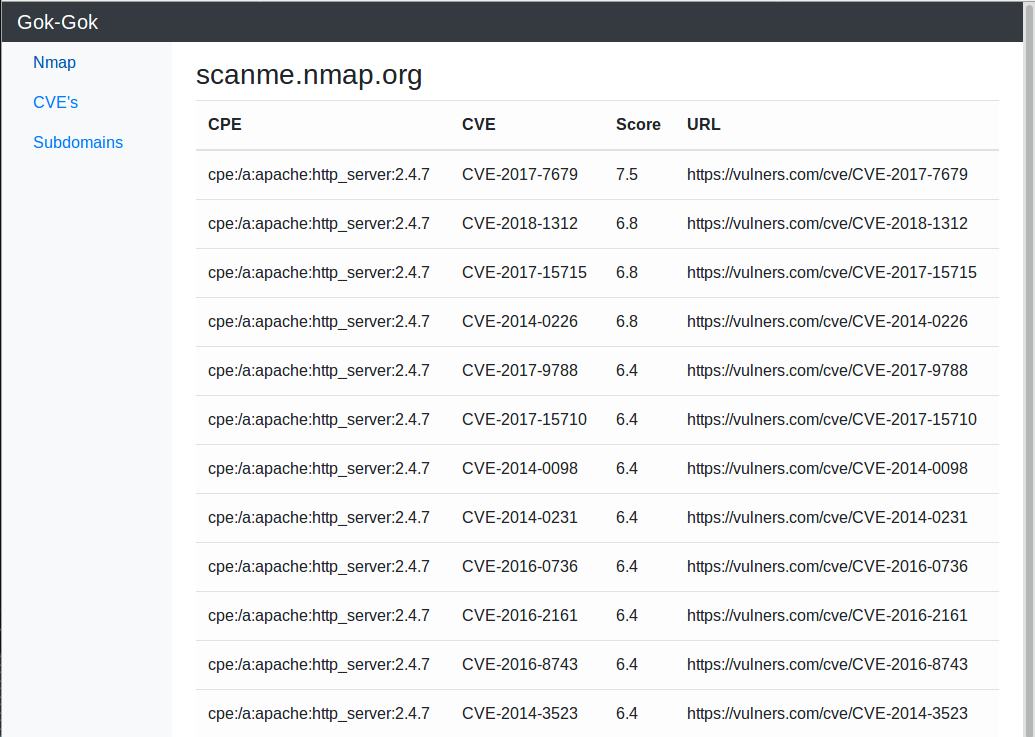 Gok-Gok
Nmap
CVE's
Subdomains
scanme.nmap.org
CPE CVE Score URL
cpe:/a:apache:http_server:2.4.7 CVE-2017-7679 7.5 https://vulners.com/cve/CVE-2017-7679
cpe:/a:apache:http_server:2.4.7 CVE-2018-1312 6.8 https://vulners.com/cve/CVE-2018-1312
cpe:/a:apache:http_server:2.4.7 CVE-2017-15715 6.8 https://vulners.com/cve/CVE-2017-15715
cpe:/a:apache:http_server:2.4.7 CVE-2014-0226 6.8 https://vulners.com/cve/CVE-2014-0226
cpe:/a:apache:http_server:2.4.7 CVE-2017-9788 6.4 https://vulners.com/cve/CVE-2017-9788
cpe:/a:apache:http_server:2.4.7 CVE-2017-15710 6.4 https://vulners.com/cve/CVE-2017-15710
cpe:/a:apache:http_server:2.4.7 CVE-2014-0098 6.4 https://vulners.com/cve/CVE-2014-0098
cpe:/a:apache:http_server:2.4.7 CVE-2014-0231 6.4 https://vulners.com/cve/CVE-2014-0231
cpe:/a:apache:http_server:2.4.7 CVE-2016-0736 6.4 https://vulners.com/cve/CVE-2016-0736
cpe:/a:apache:http_server:2.4.7 CVE-2016-2161 6.4 https://vulners.com/cve/CVE-2016-2161
cpe:/a:apache:http_server:2.4.7 CVE-2016-8743 6.4 https://vulners.com/cve/CVE-2016-8743
cpe:/a:apache:http_server:2.4.7 CVE-2014-3523 6.4 https://vulners.com/cve/CVE-2014-3523